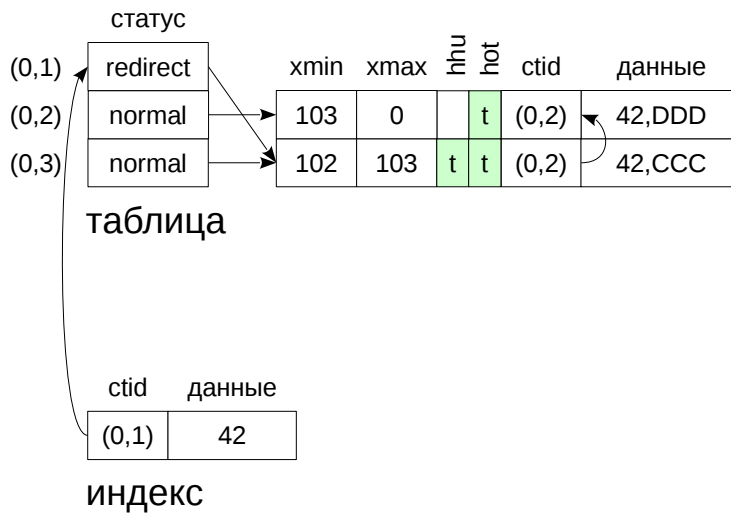 статус
xmin xmax hhu hot ctid данные
(0,1) redirect
(0,2) normal 103 0 t (0,2) 42,DDD
(0,3) normal 102 103 t t (0,2) 42,CCC
таблица
ctid данные
(0,1) 42
индекс